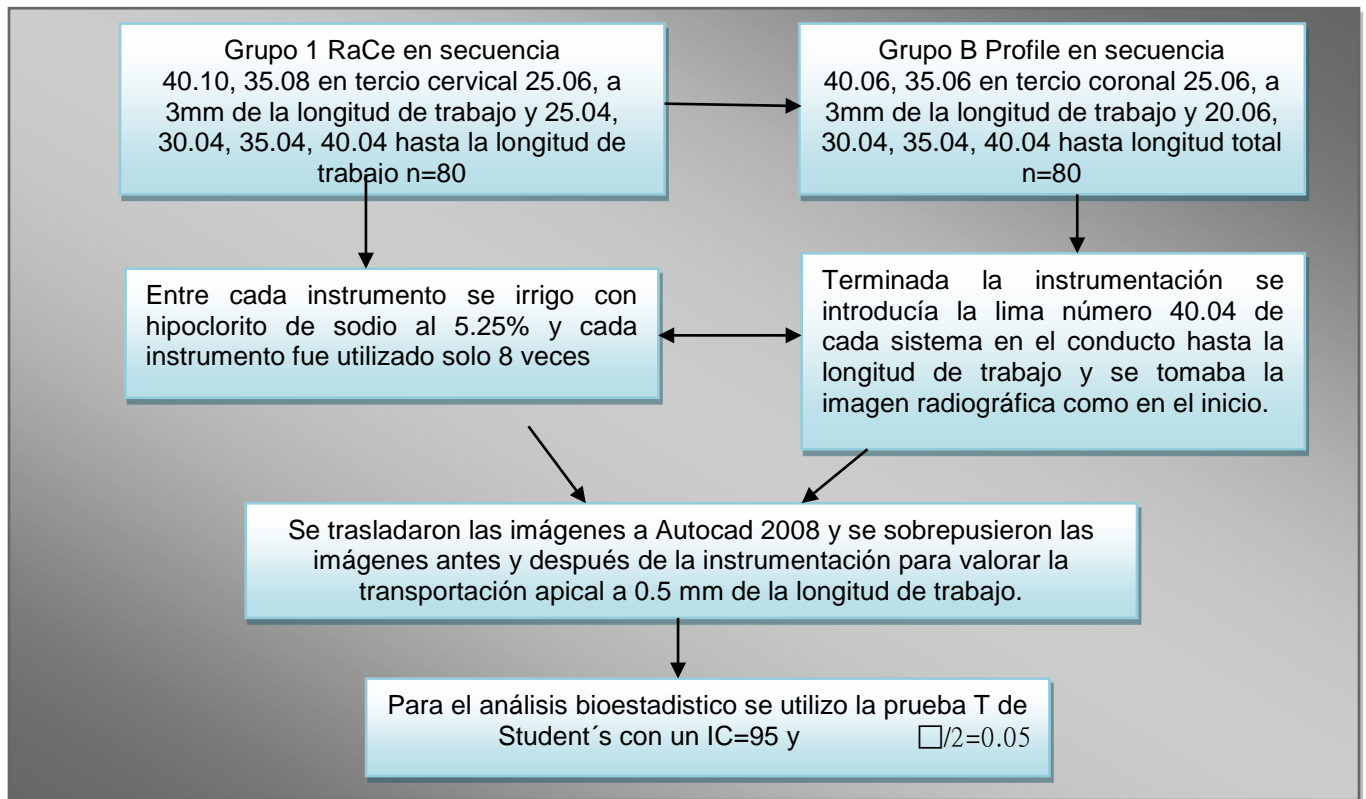 Grupo 1 RaCe en secuencia
40.10, 35.08 en tercio cervical 25.06, a
3mm de la longitud de trabajo y 25.04,
30.04, 35.04, 40.04 hasta la longitud de
trabajo n=80
Grupo B Profile en secuencia
40.06, 35.06 en tercio coronal 25.06, a
3mm de la longitud de trabajo y 20.06,
30.04, 35.04, 40.04 hasta longitud total
n=80
Entre cada instrumento se irrigo con
hipoclorito de sodio al 5.25% y cada
instrumento fue utilizado solo 8 veces
Terminada la instrumentación se
introducía la lima número 40.04 de
cada sistema en el conducto hasta la
longitud de trabajo y se tomaba la
imagen radiográfica como en el inicio.
Se trasladaron las imágenes a Autocad 2008 y se sobrepusieron las
imágenes antes y después de la instrumentación para valorar la
transportación apical a 0.5 mm de la longitud de trabajo.
Para el análisis bioestadistico se utilizo la prueba T de
Student´s con un IC=95 y □/2=0.05